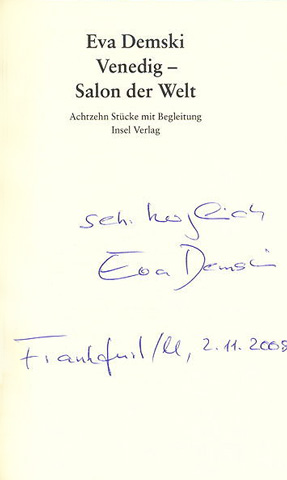 Eva Demski
Venedig –
Salon der Welt
Achtzehn Stücke mit Begleitung
Insel Verlag
sehr herzlich
Eva Demski
Frankfurt/M, 2.11.2008